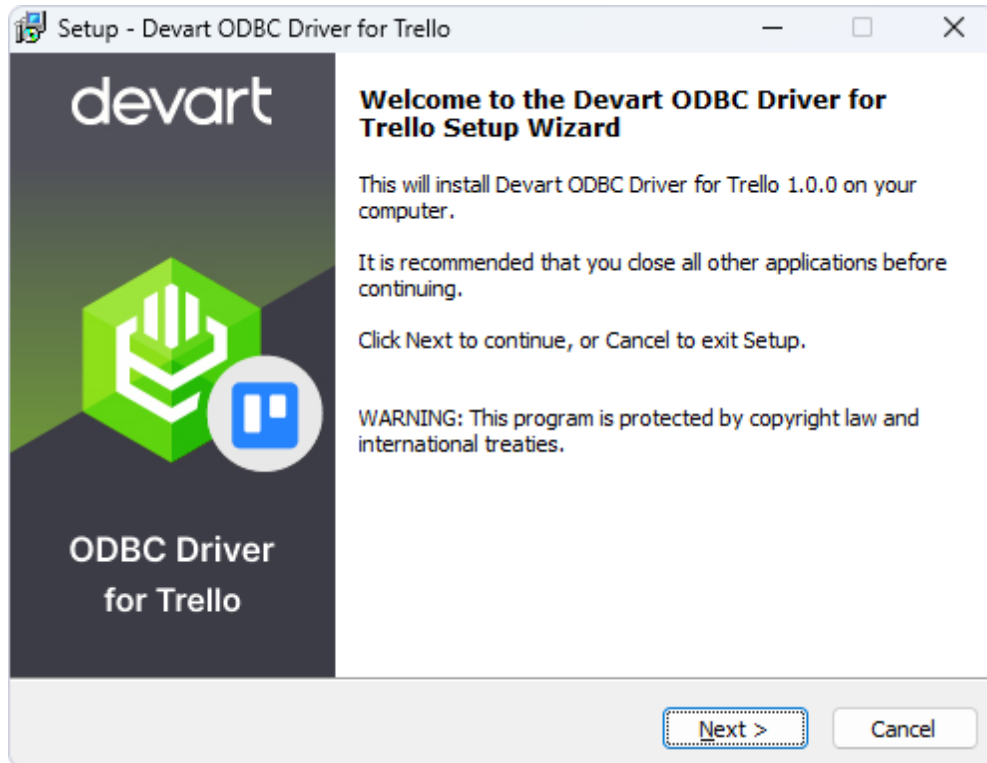 Setup - Devart ODBC Driver for Trello
devart
ODBC Driver
for Trello
Welcome to the Devart ODBC Driver for
Trello Setup Wizard
This will install Devart ODBC Driver for Trello 1.0.0 on your
computer.
It is recommended that you close all other applications before
continuing.
Click Next to continue, or Cancel to exit Setup.
WARNING: This program is protected by copyright law and
international treaties.
Next >
Cancel